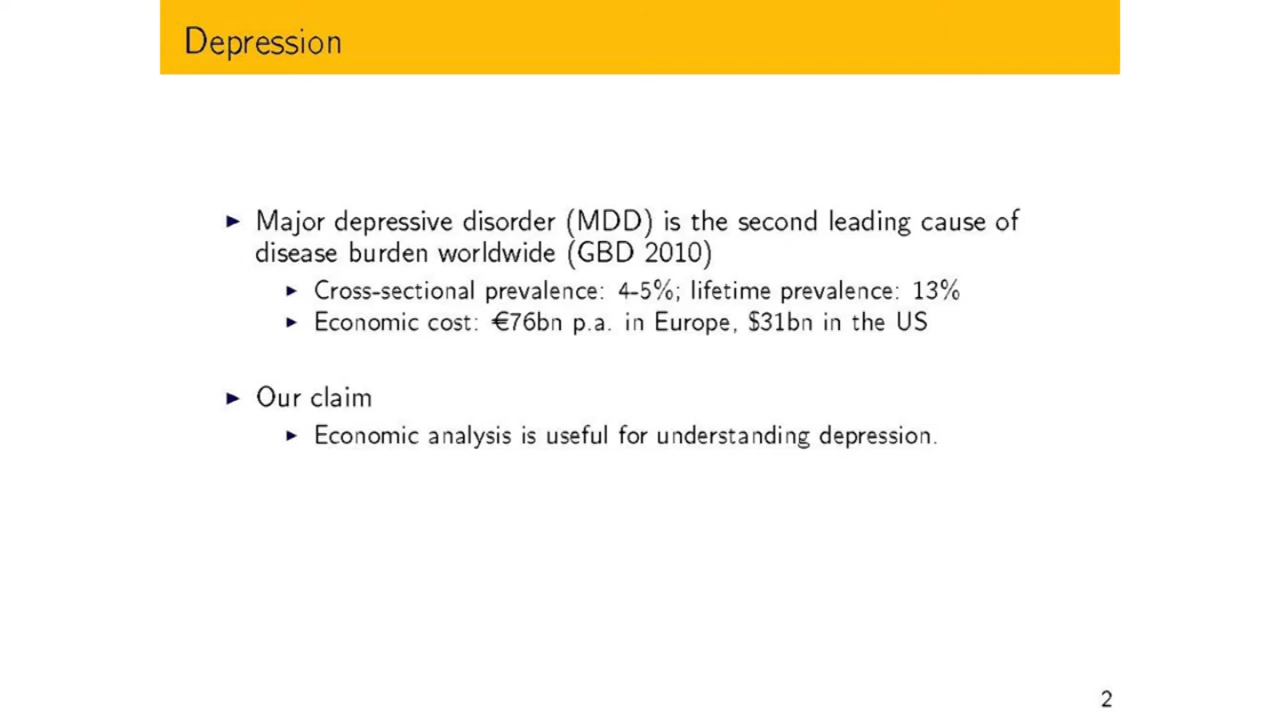 Depression
► Major depressive disorder (MDD) is the second leading cause of
disease burden worldwide (GBD 2010)
► Cross-sectional prevalence: 4-5%; lifetime prevalence: 13%
► Economic cost: €76bn p.a. in Europe, $31bn in the US
► Our claim
► Economic analysis is useful for understanding depression.
2